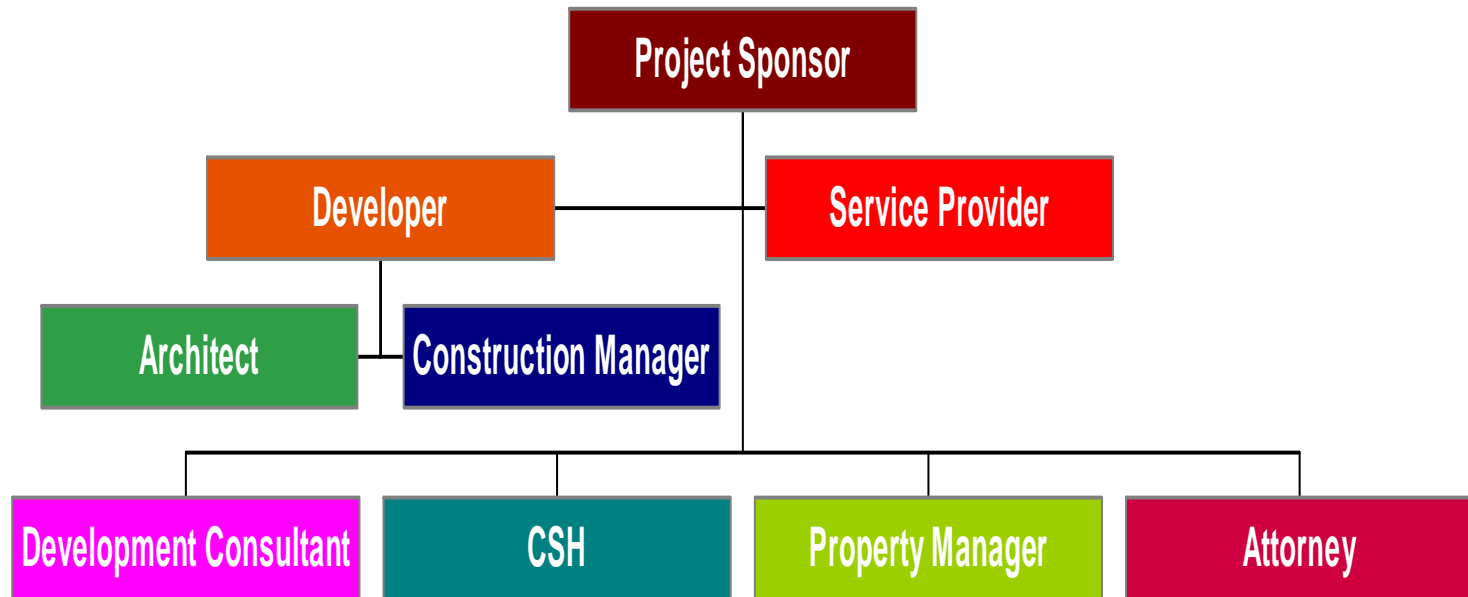 Project Sponsor
Developer
Service Provider
Architect
Construction Manager
Development Consultant
CSH
Property Manager
Attorney